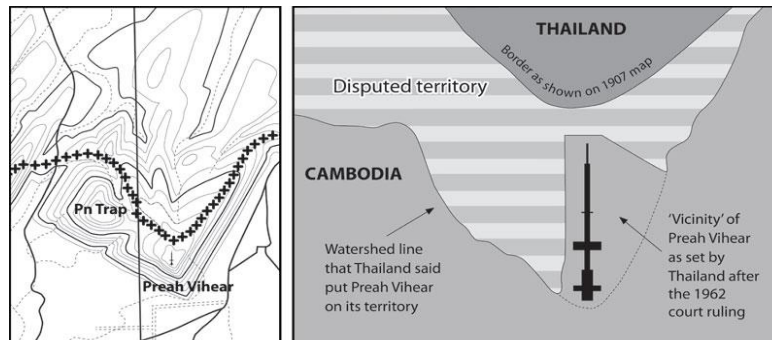 Pn Trap
Preah Vihear
THAILAND
Border as shown on 1907 map
Disputed territory
CAMBODIA
Watershed line
that Thailand said
put Preah Vihear
on its territory
‘Vicinity’ of
Preah Vihear
as set by
Thailand after
the 1962
court ruling